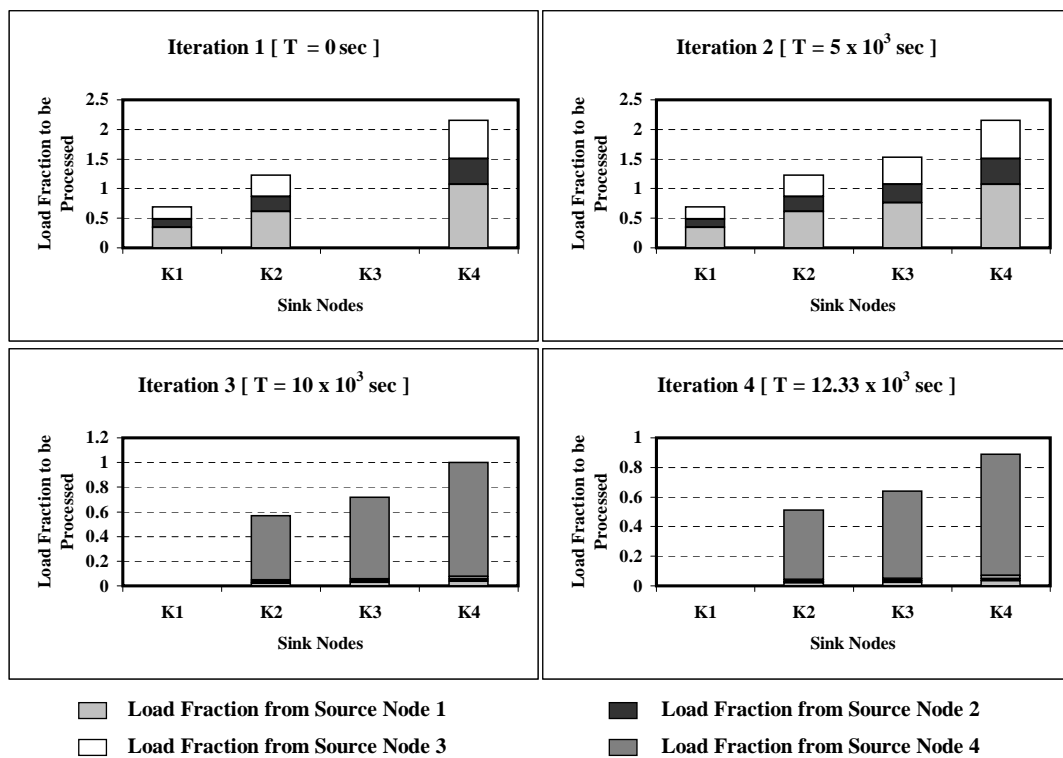 Iteration 1 [ T = 0 sec ]
Load Fraction to be
Processed
2.5
2
1.5
1
0.5
0
K1 K2 K3 K4
Sink Nodes
Iteration 2 [ T = 5 x 10³ sec ]
Load Fraction to be
Processed
2.5
2
1.5
1
0.5
0
K1 K2 K3 K4
Sink Nodes
Iteration 3 [ T = 10 x 10³ sec ]
Load Fraction to be
Processed
1.2
1
0.8
0.6
0.4
0.2
0
K1 K2 K3 K4
Sink Nodes
Iteration 4 [ T = 12.33 x 10³ sec ]
Load Fraction to be
Processed
1
0.8
0.6
0.4
0.2
0
K1 K2 K3 K4
Sink Nodes
Load Fraction from Source Node 1
Load Fraction from Source Node 2
Load Fraction from Source Node 3
Load Fraction from Source Node 4